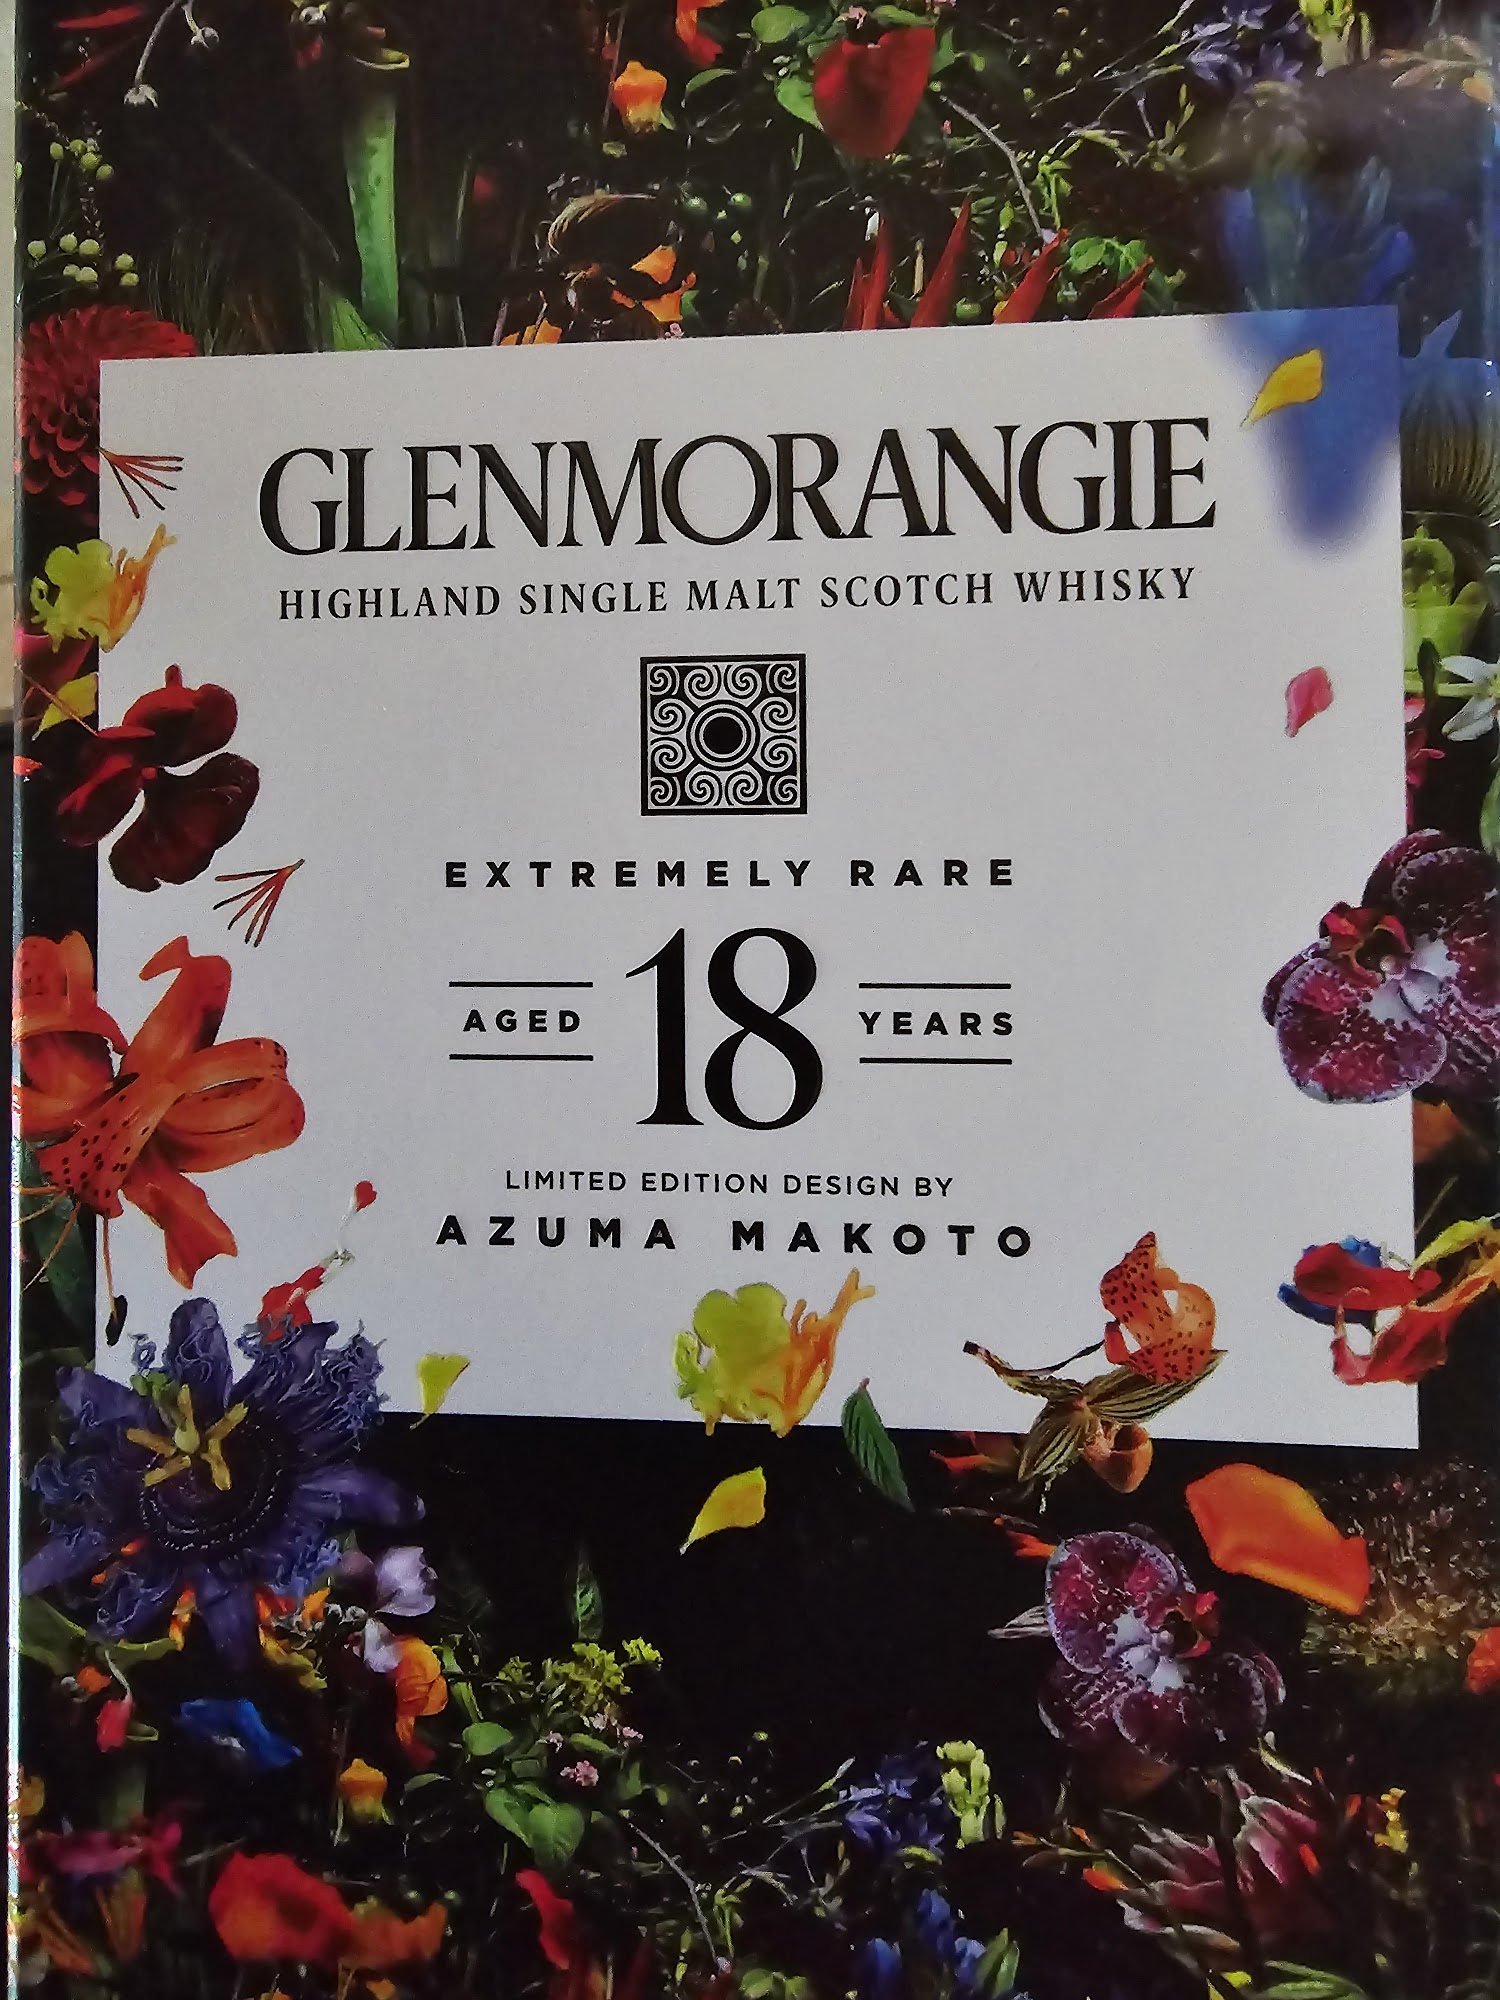 GLENMORANGIE
HIGHLAND SINGLE MALT SCOTCH WHISKY
EXTREMELY RARE
AGED 18 YEARS
LIMITED EDITION DESIGN BY
AZUMA MAKOTO